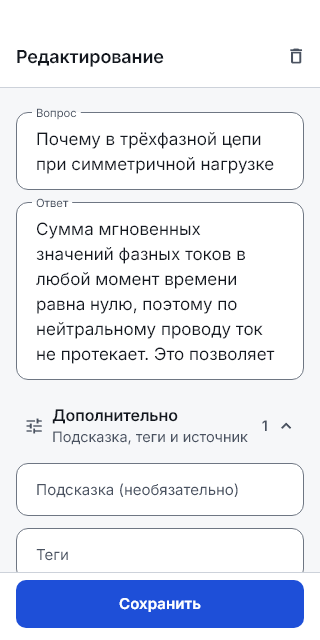 Редактирование
Вопрос
Почему в трёхфазной цепи
при симметричной нагрузке
Ответ
Сумма мгновенных
значений фазных токов в
любой момент времени
равна нулю, поэтому по
нейтральному проводу ток
не протекает. Это позволяет
Дополнительно
Подсказка, теги и источник
1
Подсказка (необязательно)
Теги
Сохранить